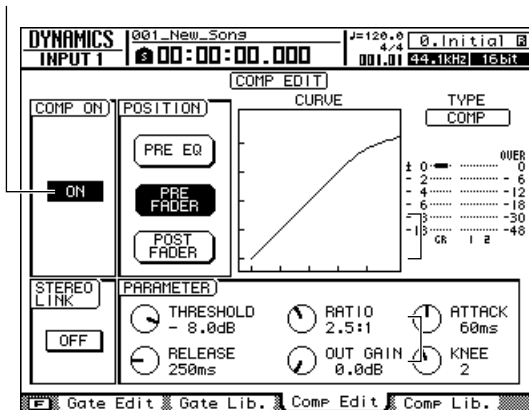 DYNAMICS
INPUT 1
001_New_Song
S 00:00:00.000
♩=120.0
4/4
001.01
0.Initial
44.1kHz 16bit
COMP EDIT
COMP ON
ON
POSITION
PRE EQ
PRE FADER
POST FADER
CURVE
TYPE
COMP
OVER
± 0 0
- 2 - 6
- 4 -12
- 6 -18
-30
-18 -48
GR 1 2
STEREO LINK
OFF
PARAMETER
THRESHOLD
- 8.0dB
RATIO
2.5:1
ATTACK
60ms
RELEASE
250ms
OUT GAIN
0.0dB
KNEE
2
F Gate Edit Gate Lib. Comp Edit Comp Lib.